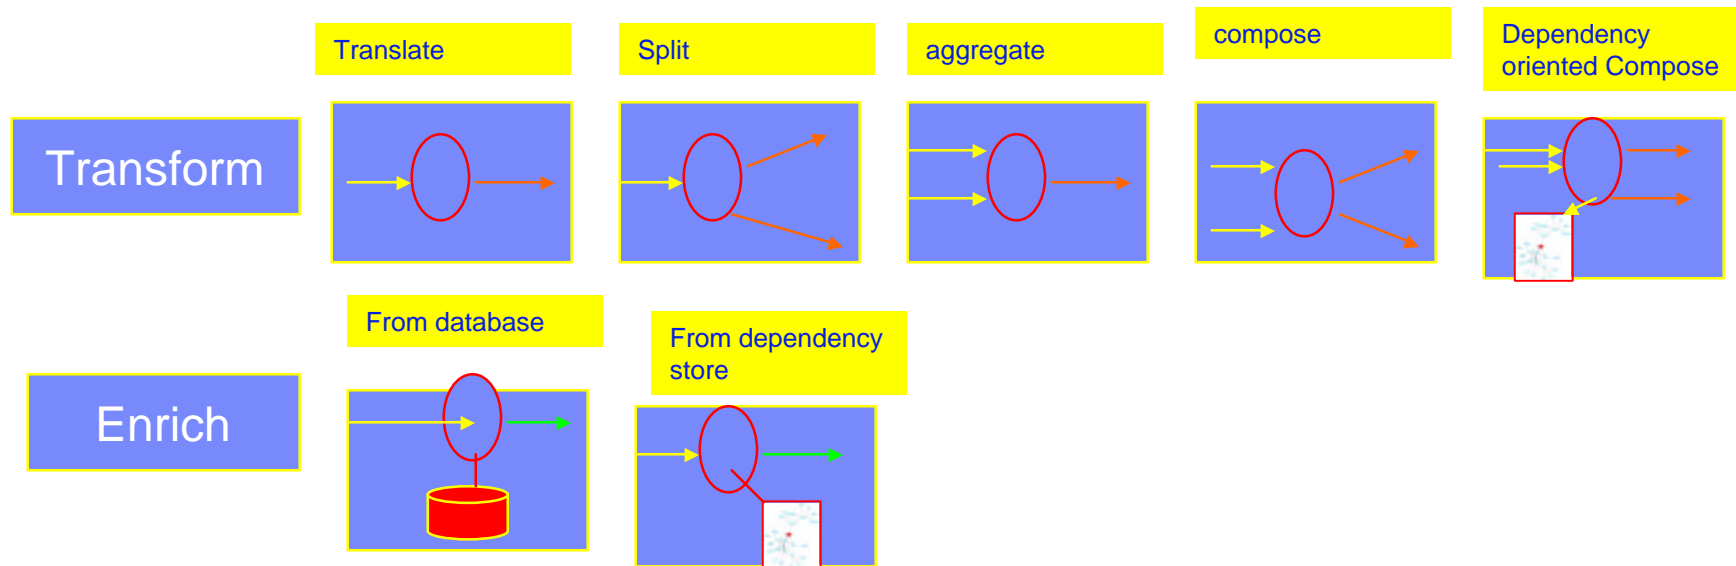 Translate
Split
aggregate
compose
Dependency
oriented Compose
Transform
From database
From dependency
store
Enrich